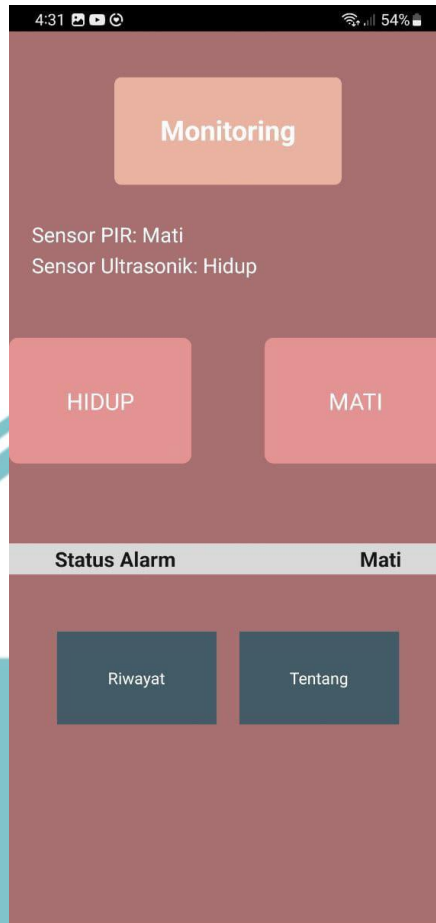 4:31 54%
Monitoring
Sensor PIR: Mati
Sensor Ultrasonik: Hidup
HIDUP MATI
Status Alarm Mati
Riwayat Tentang